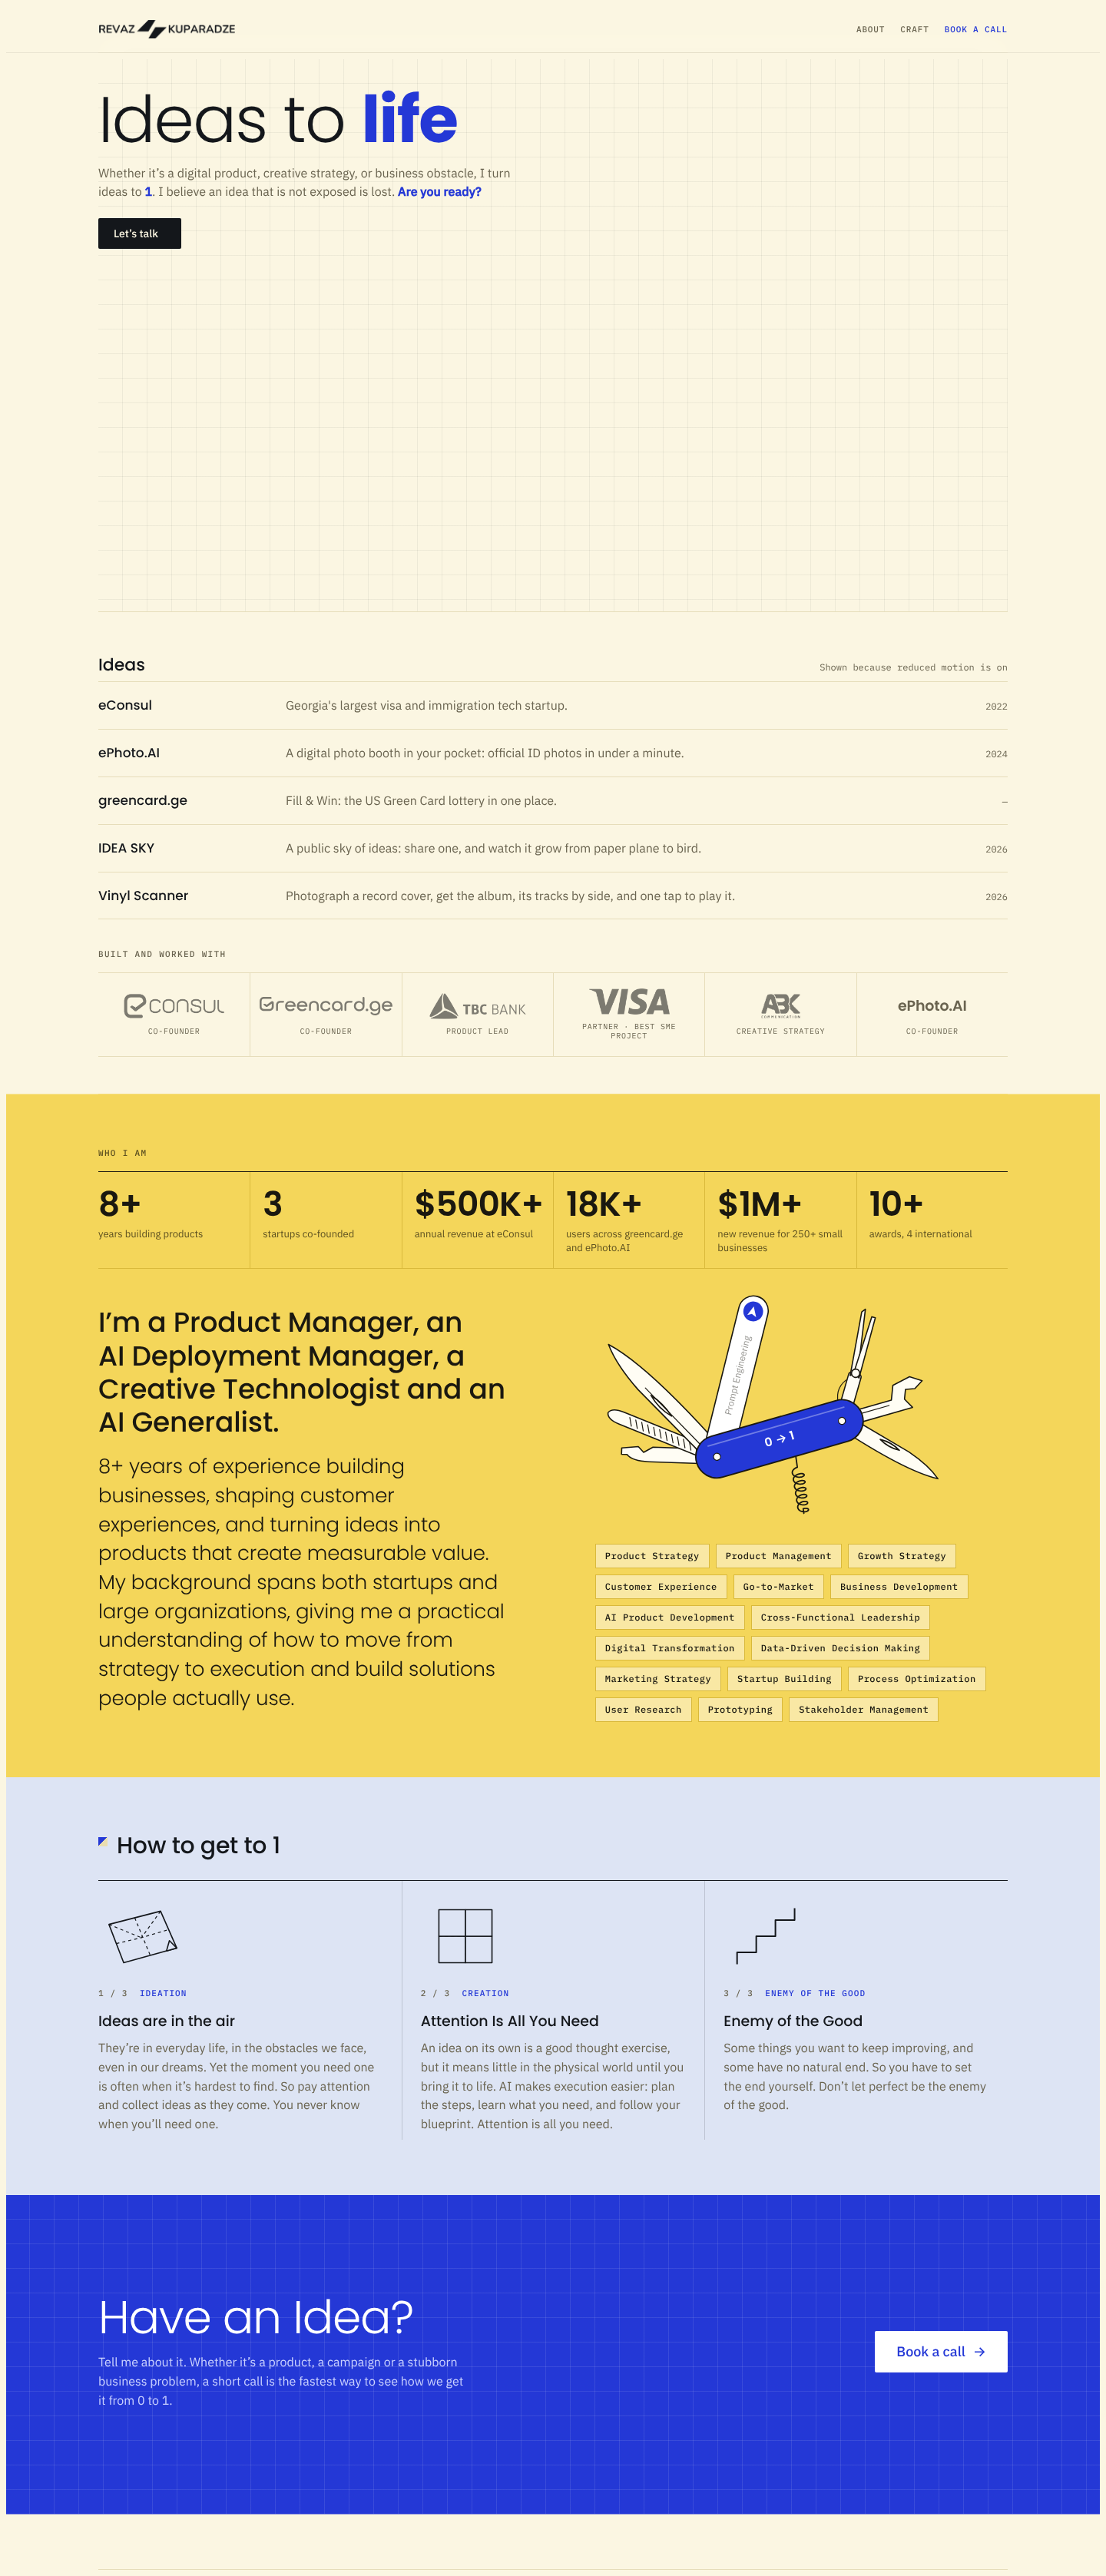 REVAZ KUPARADZE
ABOUT CRAFT BOOK A CALL
Ideas to life
Whether it’s a digital product, creative strategy, or business obstacle, I turn
ideas to 1. I believe an idea that is not exposed is lost. Are you ready?
Let’s talk
Ideas
Shown because reduced motion is on
eConsul
Georgia's largest visa and immigration tech startup.
2022
ePhoto.AI
A digital photo booth in your pocket: official ID photos in under a minute.
2024
greencard.ge
Fill & Win: the US Green Card lottery in one place.
–
IDEA SKY
A public sky of ideas: share one, and watch it grow from paper plane to bird.
2026
Vinyl Scanner
Photograph a record cover, get the album, its tracks by side, and one tap to play it.
2026
BUILT AND WORKED WITH
eCONSUL
CO-FOUNDER
Greencard.ge
CO-FOUNDER
TBC BANK
PRODUCT LEAD
VISA
PARTNER · BEST SME
PROJECT
ABK
COMMUNICATION
CREATIVE STRATEGY
ePhoto.AI
CO-FOUNDER
WHO I AM
8+
years building products
3
startups co-founded
$500K+
annual revenue at eConsul
18K+
users across greencard.ge
and ePhoto.AI
$1M+
new revenue for 250+ small
businesses
10+
awards, 4 international
I’m a Product Manager, an
AI Deployment Manager, a
Creative Technologist and an
AI Generalist.
8+ years of experience building
businesses, shaping customer
experiences, and turning ideas into
products that create measurable value.
My background spans both startups and
large organizations, giving me a practical
understanding of how to move from
strategy to execution and build solutions
people actually use.
Prompt Engineering
0 → 1
Product Strategy
Product Management
Growth Strategy
Customer Experience
Go-to-Market
Business Development
AI Product Development
Cross-Functional Leadership
Digital Transformation
Data-Driven Decision Making
Marketing Strategy
Startup Building
Process Optimization
User Research
Prototyping
Stakeholder Management
How to get to 1
1 / 3 IDEATION
Ideas are in the air
They’re in everyday life, in the obstacles we face,
even in our dreams. Yet the moment you need one
is often when it’s hardest to find. So pay attention
and collect ideas as they come. You never know
when you’ll need one.
2 / 3 CREATION
Attention Is All You Need
An idea on its own is a good thought exercise,
but it means little in the physical world until you
bring it to life. AI makes execution easier: plan
the steps, learn what you need, and follow your
blueprint. Attention is all you need.
3 / 3 ENEMY OF THE GOOD
Enemy of the Good
Some things you want to keep improving, and
some have no natural end. So you have to set
the end yourself. Don’t let perfect be the enemy
of the good.
Have an Idea?
Tell me about it. Whether it’s a product, a campaign or a stubborn
business problem, a short call is the fastest way to see how we get
it from 0 to 1.
Book a call →